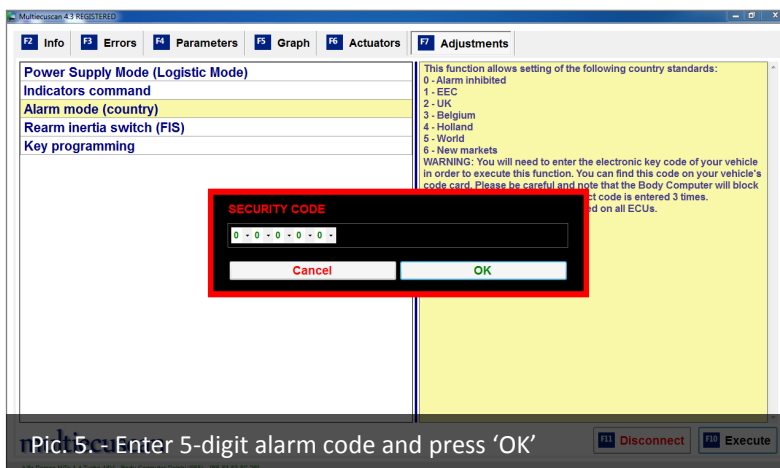 Multiecuscan 4.3 REGISTERED
F2 Info F3 Errors F4 Parameters F5 Graph F6 Actuators F7 Adjustments
Power Supply Mode (Logistic Mode)
Indicators command
Alarm mode (country)
Rearm inertia switch (FIS)
Key programming
This function allows setting of the following country standards:
0 - Alarm inhibited
1 - EEC
2 - UK
3 - Belgium
4 - Holland
5 - World
6 - New markets
WARNING: You will need to enter the electronic key code of your vehicle
in order to execute this function. You can find this code on your vehicle's
code card. Please be careful and note that the Body Computer will block
ct code is entered 3 times.
ed on all ECUs.
SECURITY CODE
0 0 0 0 0
Cancel OK
multiecuscan
Pic. 5. - Enter 5-digit alarm code and press ‘OK’
F11 Disconnect F10 Execute